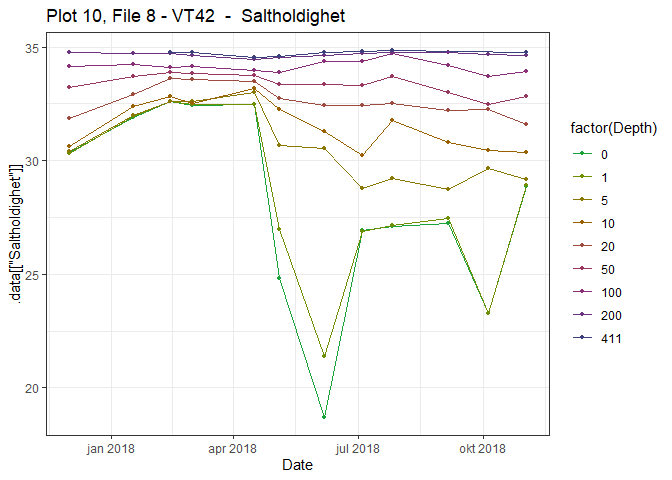 Plot 10, File 8 - VT42  -  Saltholdighet
.data[["Saltholdighet"]]
35
30
25
20
jan 2018
apr 2018
jul 2018
okt 2018
Date
factor(Depth)
0
1
5
10
20
50
100
200
411